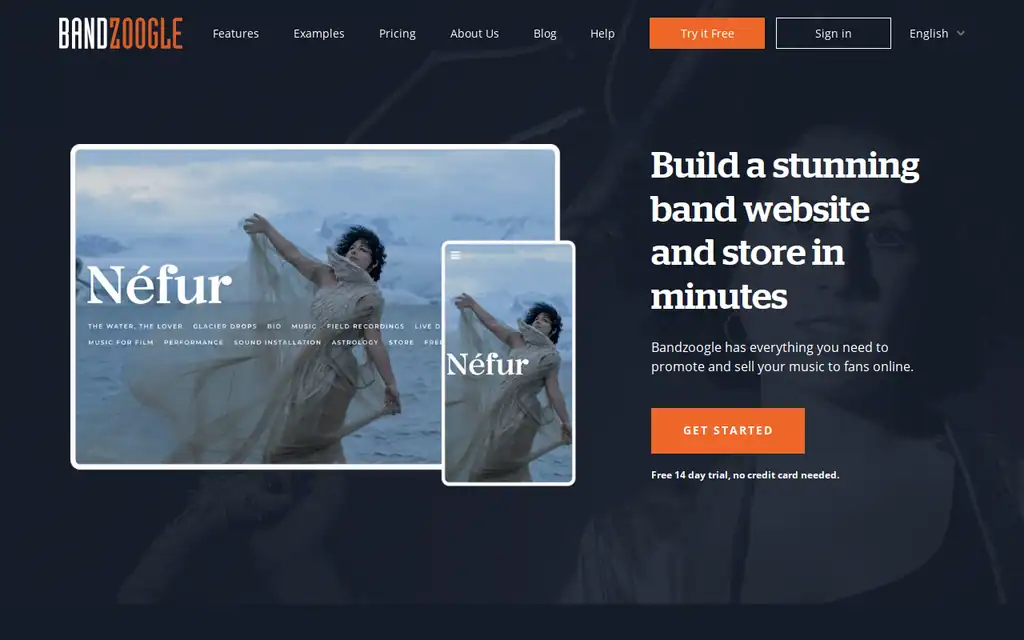 BANDZOOGLE Features Examples Pricing About Us Blog Help Try it Free Sign in English
Néfur
THE WATER, THE LOVER GLACIER DROPS BIO MUSIC FIELD RECORDINGS LIVE D
MUSIC FOR FILM PERFORMANCE SOUND INSTALLATION ASTROLOGY STORE FREE
Néfur
Build a stunning
band website
and store in
minutes
Bandzoogle has everything you need to
promote and sell your music to fans online.
GET STARTED
Free 14 day trial, no credit card needed.